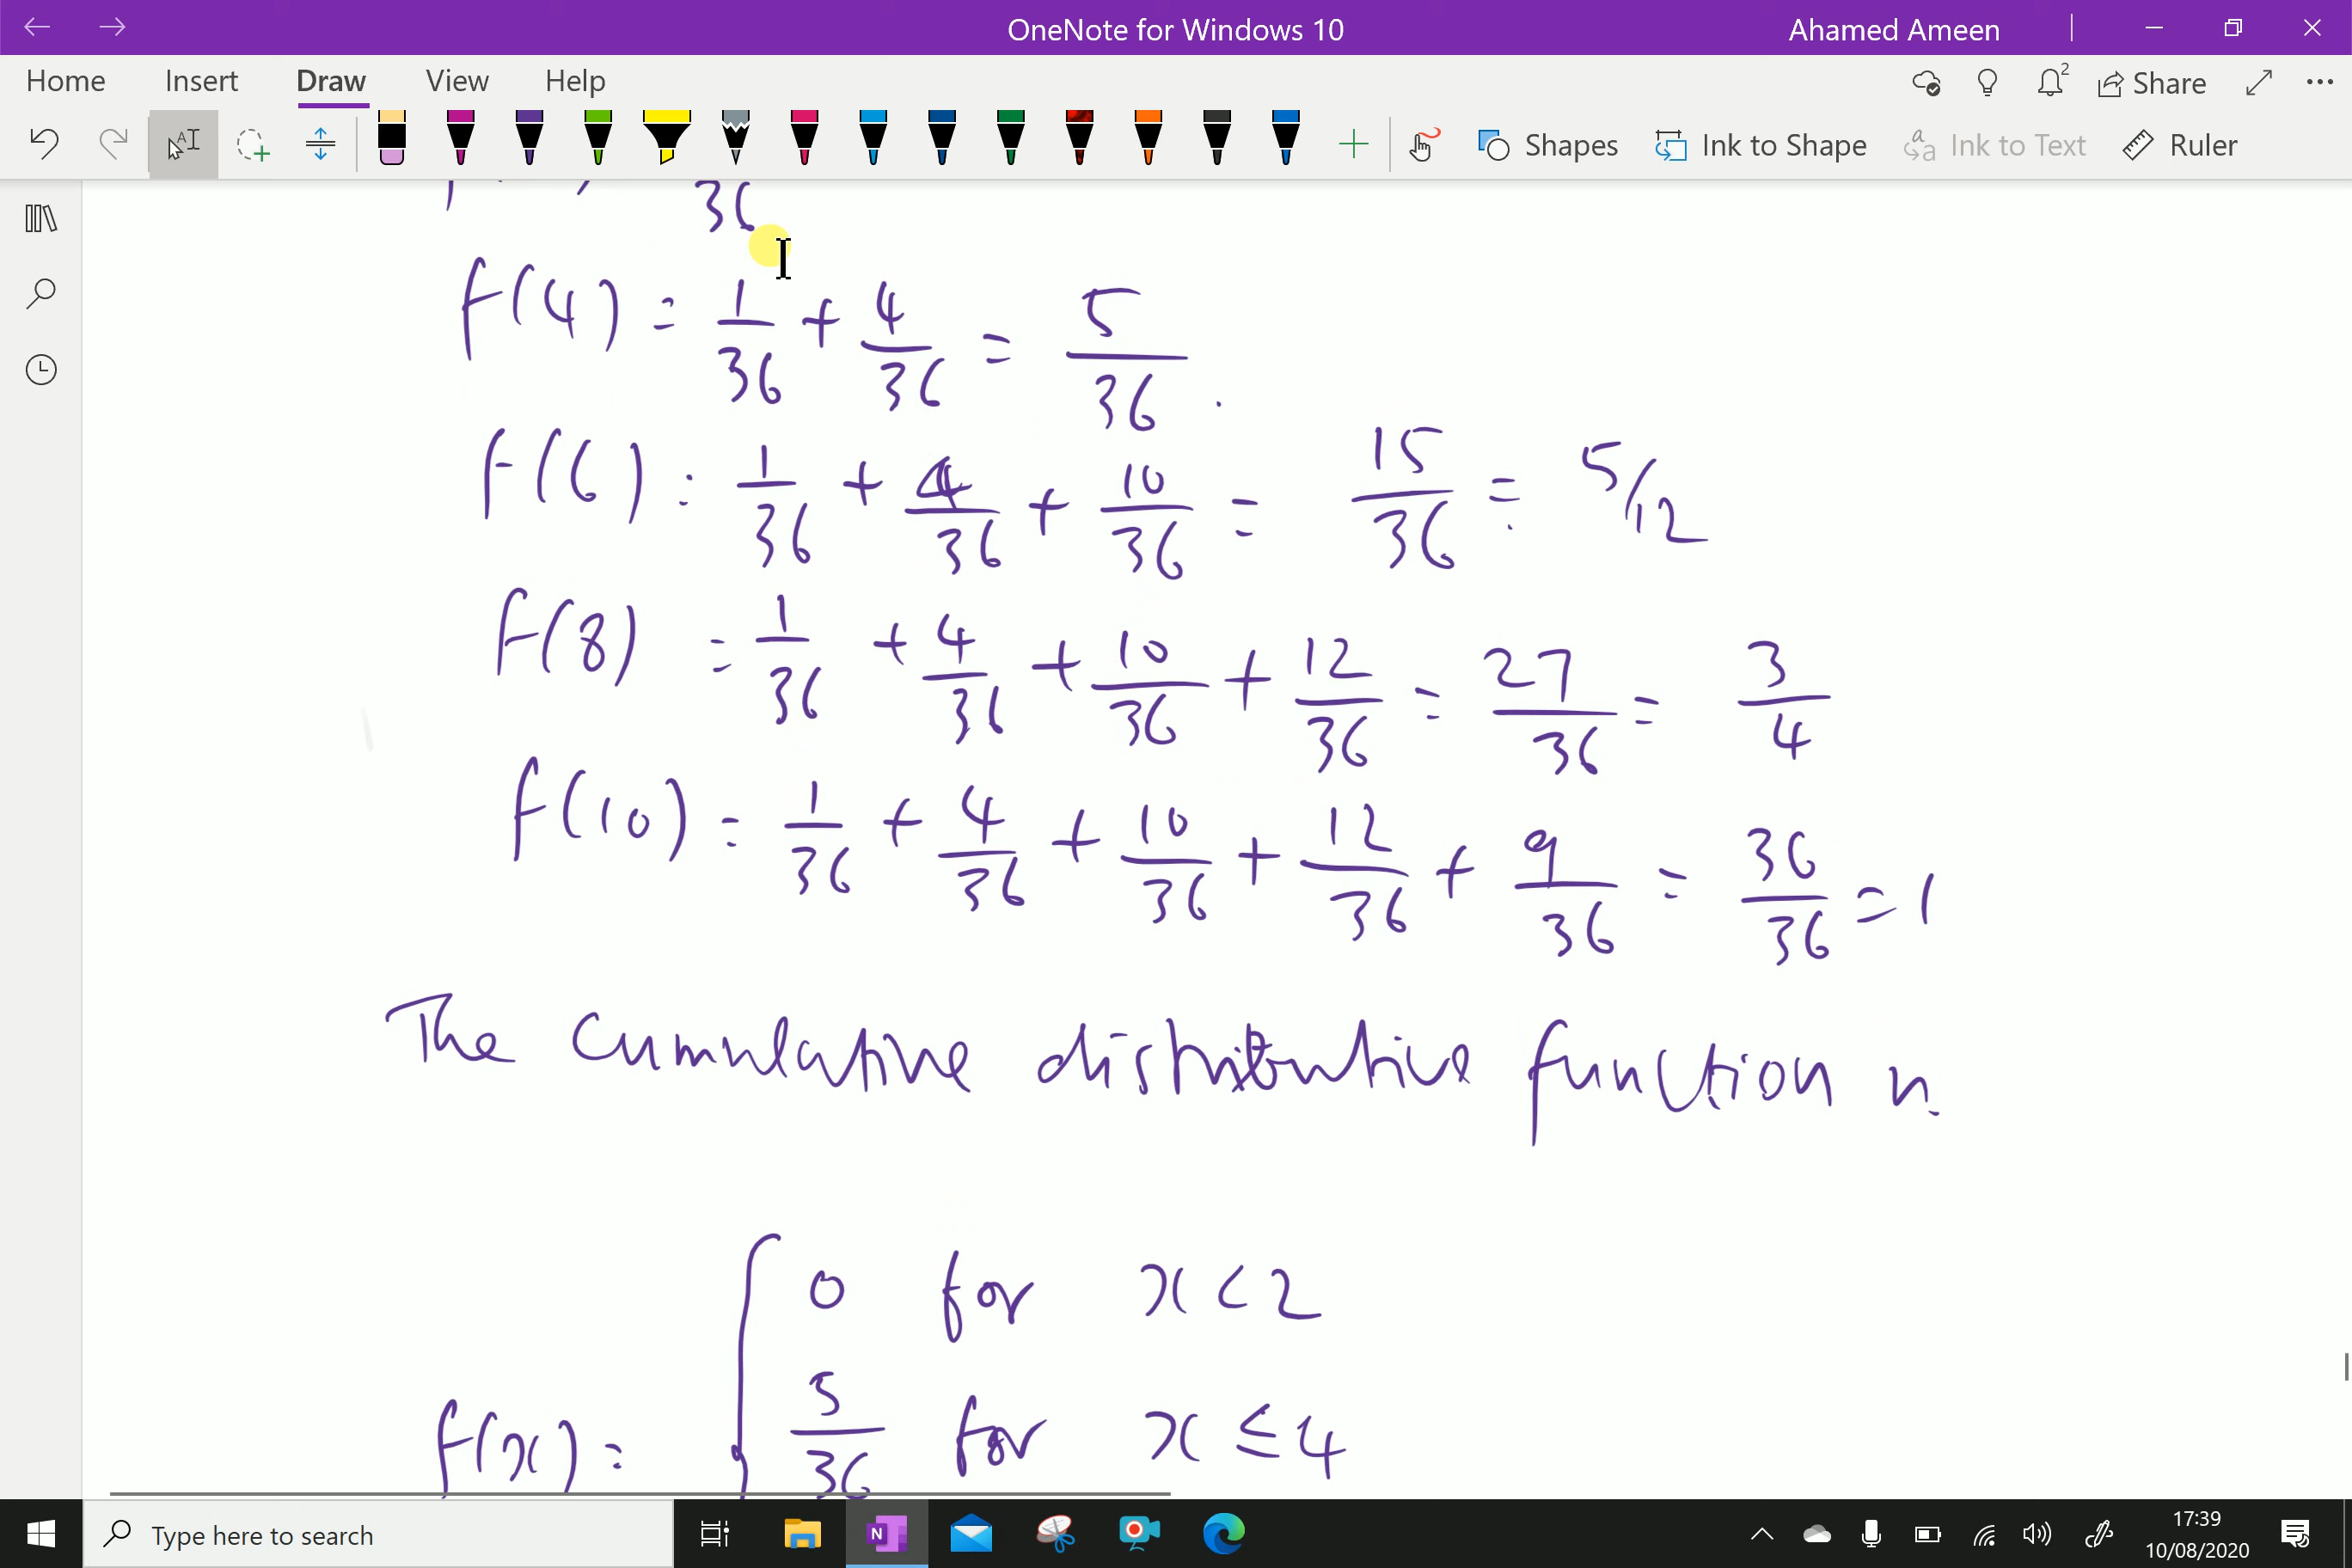 OneNote for Windows 10
Ahamed Ameen
Home Insert Draw View Help
2
Share
Shapes Ink to Shape Ink to Text Ruler
36
f(4) = 1/36 + 4/36 = 5/36 .
f(6) = 1/36 + 4/36 + 10/36 = 15/36 = 5/12
f(8) = 1/36 + 4/36 + 10/36 + 12/36 = 27/36 = 3/4
f(10) = 1/36 + 4/36 + 10/36 + 12/36 + 9/36 = 36/36 = 1
The cumulative distributive function
0 for x < 2
f(x) = { 5/36 for x ≤ 4
Type here to search
17:39
10/08/2020